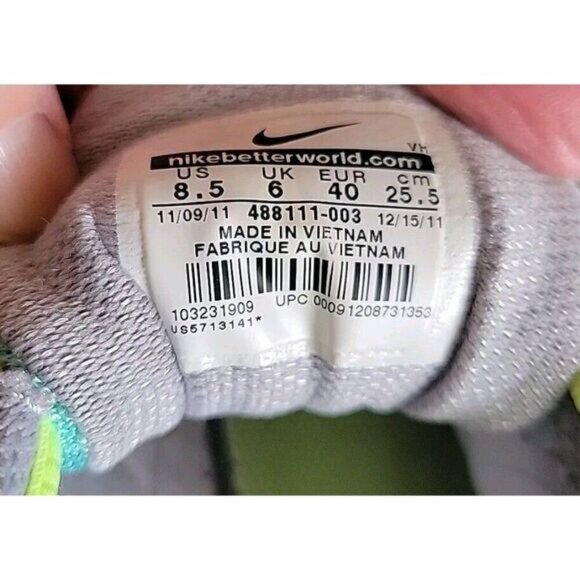 VH
nikebetterworld.com
US UK EUR cm
8.5 6 40 25.5
11/09/11 488111-003 12/15/11
MADE IN VIETNAM
FABRIQUE AU VIETNAM
103231909 UPC 00091208731353
US5713141*